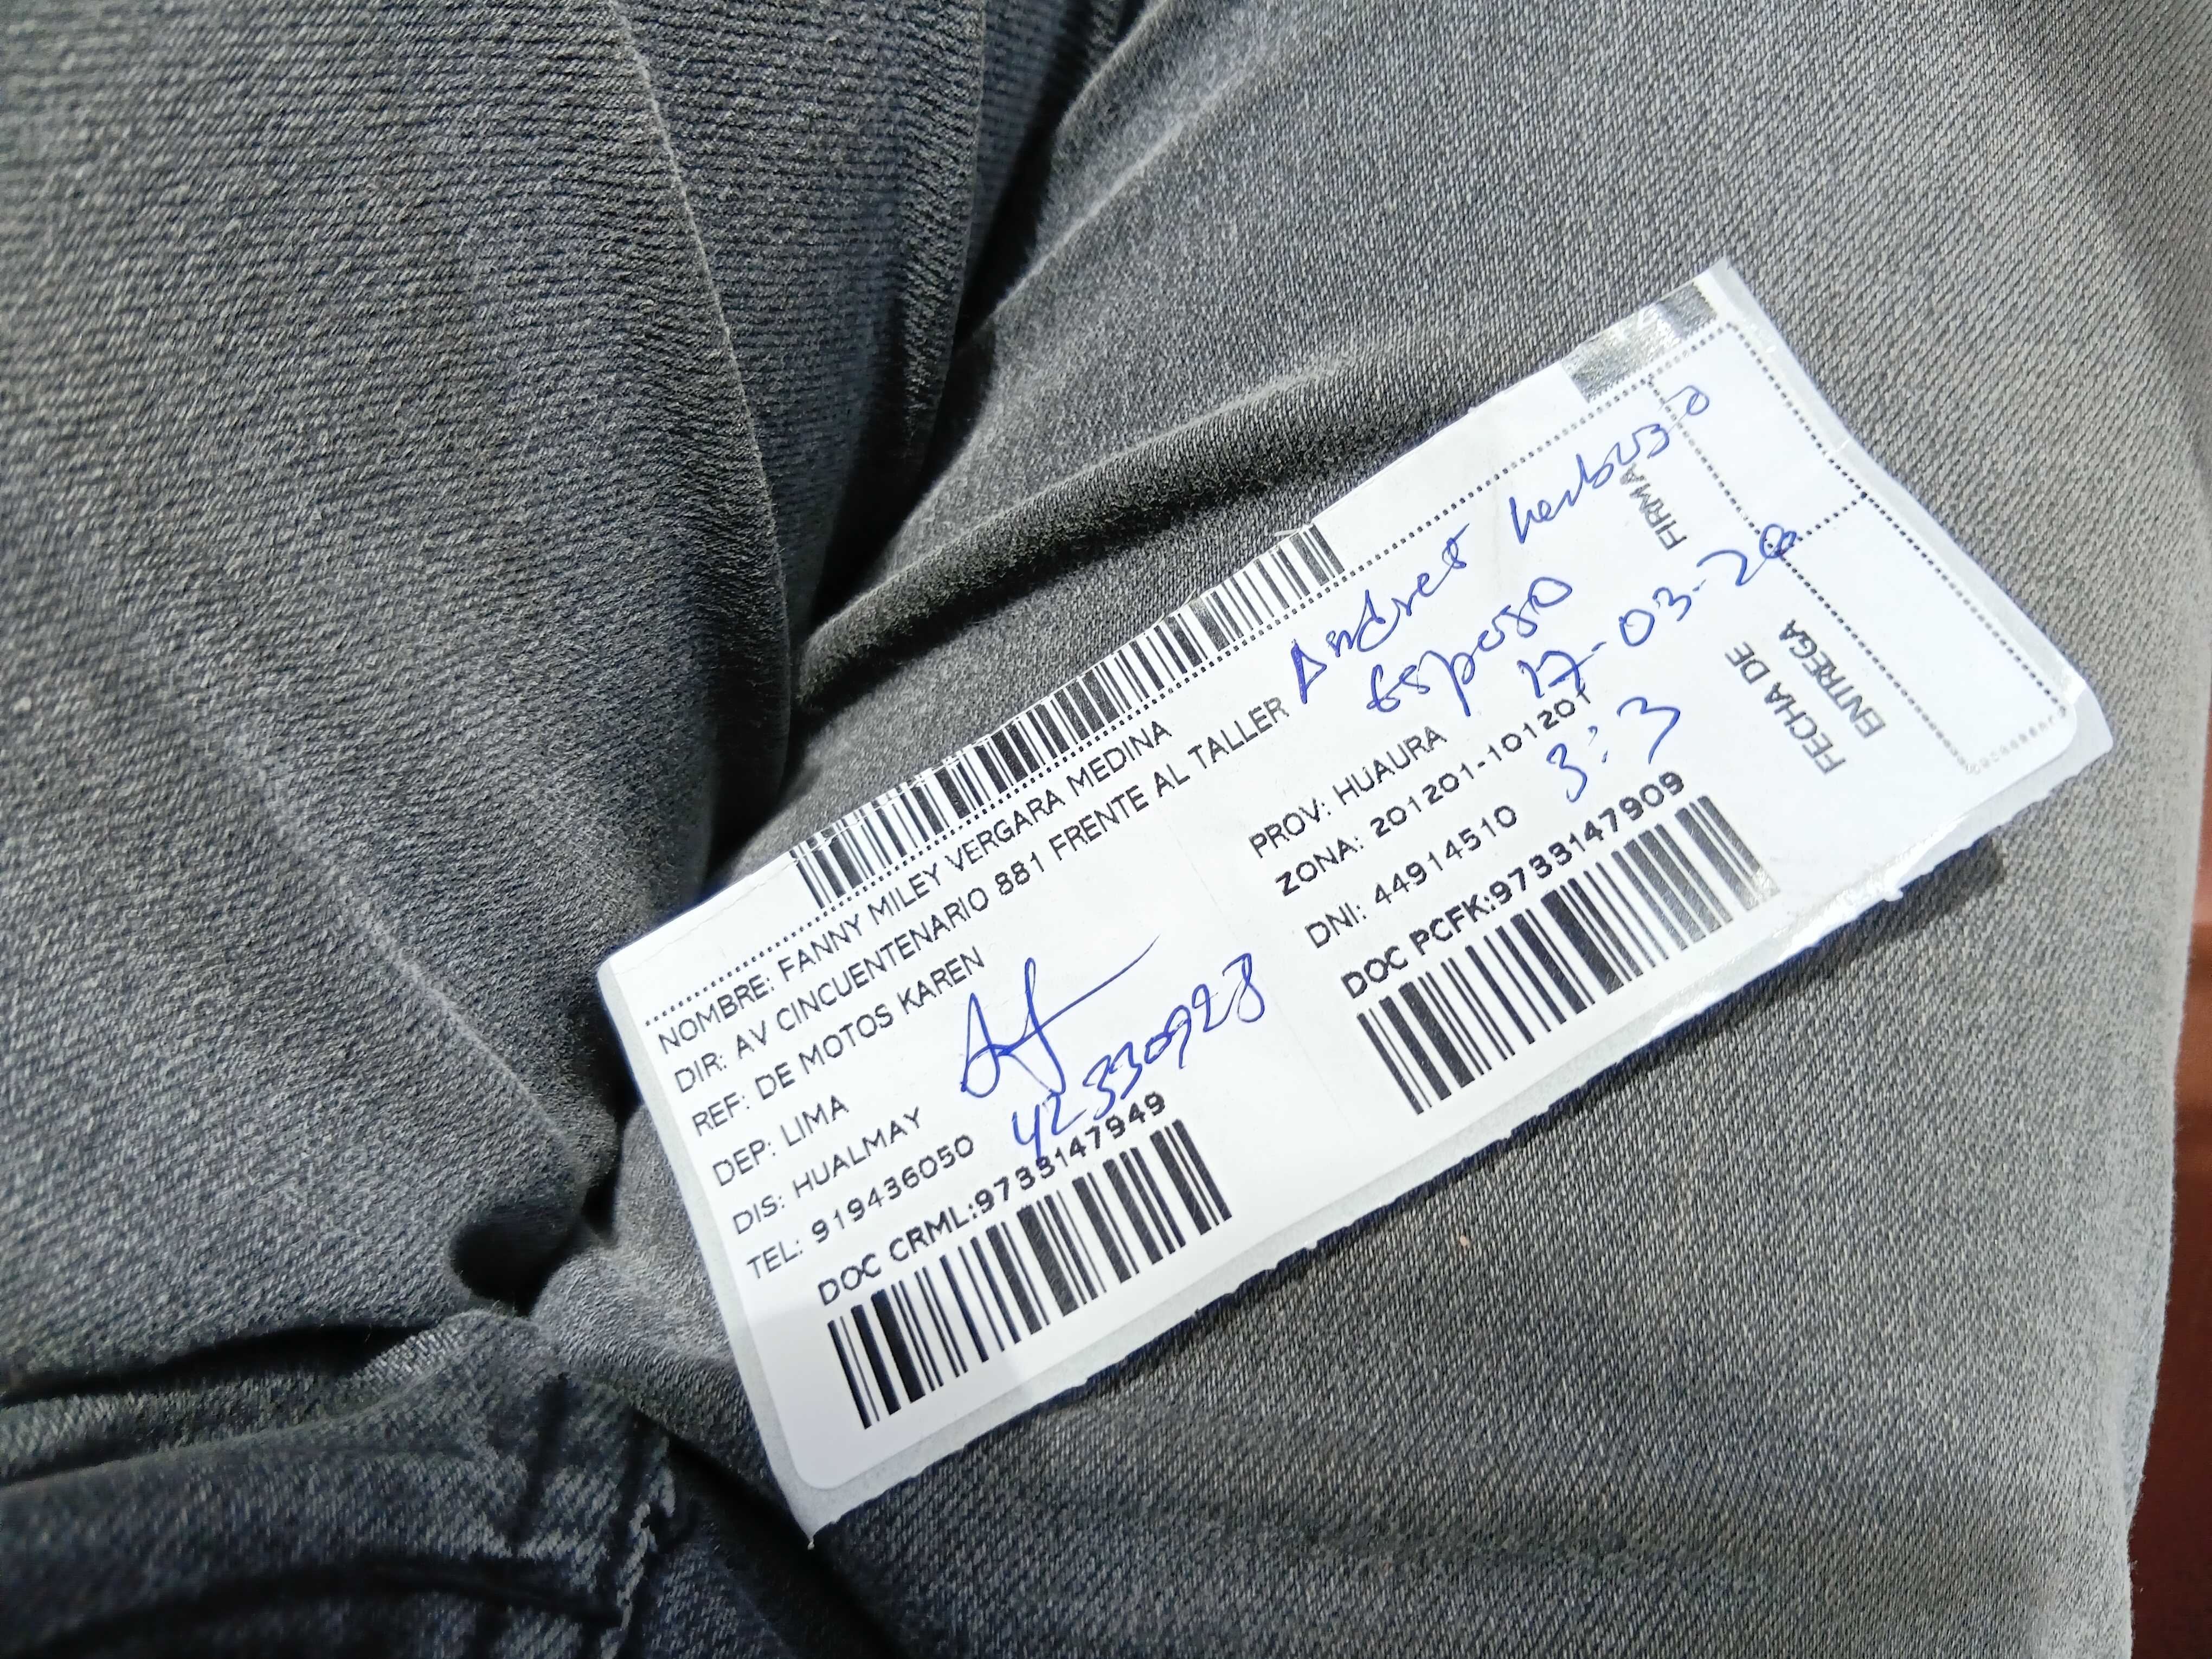 NOMBRE: FANNY MILEY VERGARA MEDINA
DIR: AV CINCUENTENARIO 881 FRENTE AL TALLER
REF: DE MOTOS KAREN
DEP: LIMA
PROV: HUAURA
DIS: HUALMAY
ZONA: 201201-101201
TEL: 919436050
DNI: 44914510
DOC CRML:9733147949
DOC PCFK:9733147909
Andres
Esposo
17-03-20
3:3
42330928
FIRMA
FECHA DE
ENTREGA